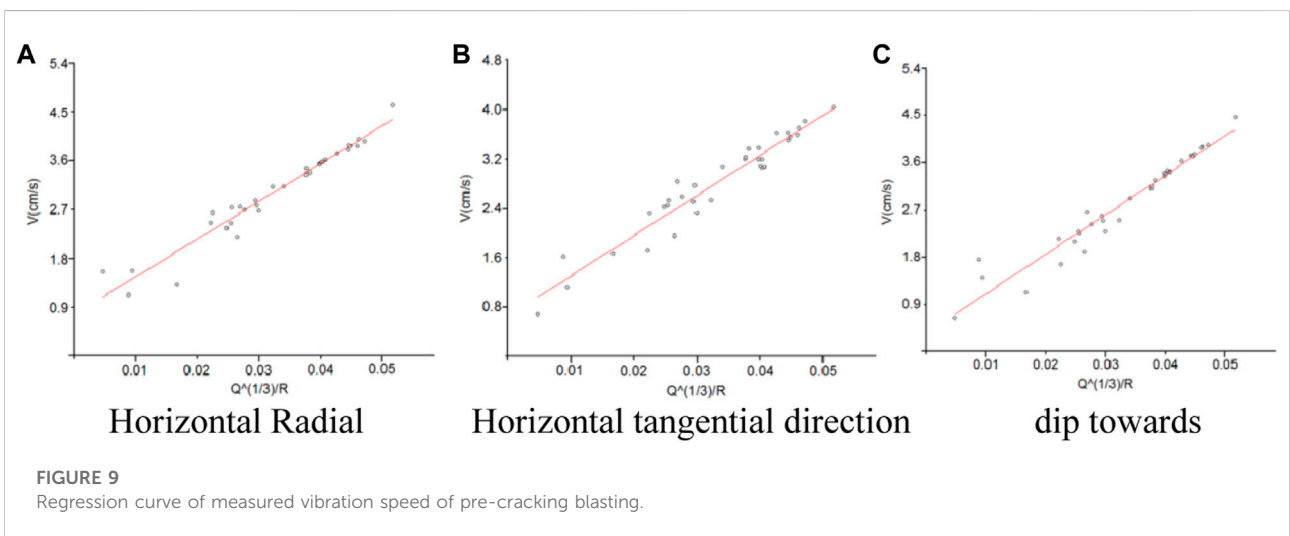 A
5.4
4.5
3.6
2.7
1.8
0.9
V(cm/s)
0.01 0.02 0.03 0.04 0.05
Q^(1/3)/R
Horizontal Radial
B
4.8
4.0
3.2
2.4
1.6
0.8
V(cm/s)
0.01 0.02 0.03 0.04 0.05
Q^(1/3)/R
Horizontal tangential direction
C
5.4
4.5
3.6
2.7
1.8
0.9
V(cm/s)
0.01 0.02 0.03 0.04 0.05
Q^(1/3)/R
dip towards
FIGURE 9
Regression curve of measured vibration speed of pre-cracking blasting.